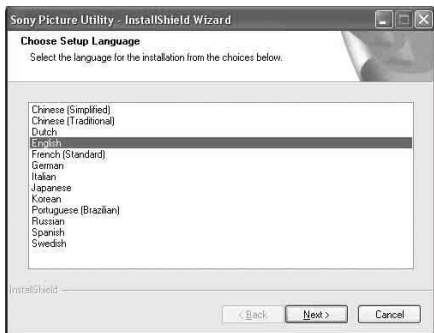 Sony Picture Utility - InstallShield Wizard
Choose Setup Language
Select the language for the installation from the choices below.
Chinese (Simplified)
Chinese (Traditional)
Dutch
English
French (Standard)
German
Italian
Japanese
Korean
Portuguese (Brazilian)
Russian
Spanish
Swedish
InstallShield
< Back Next > Cancel